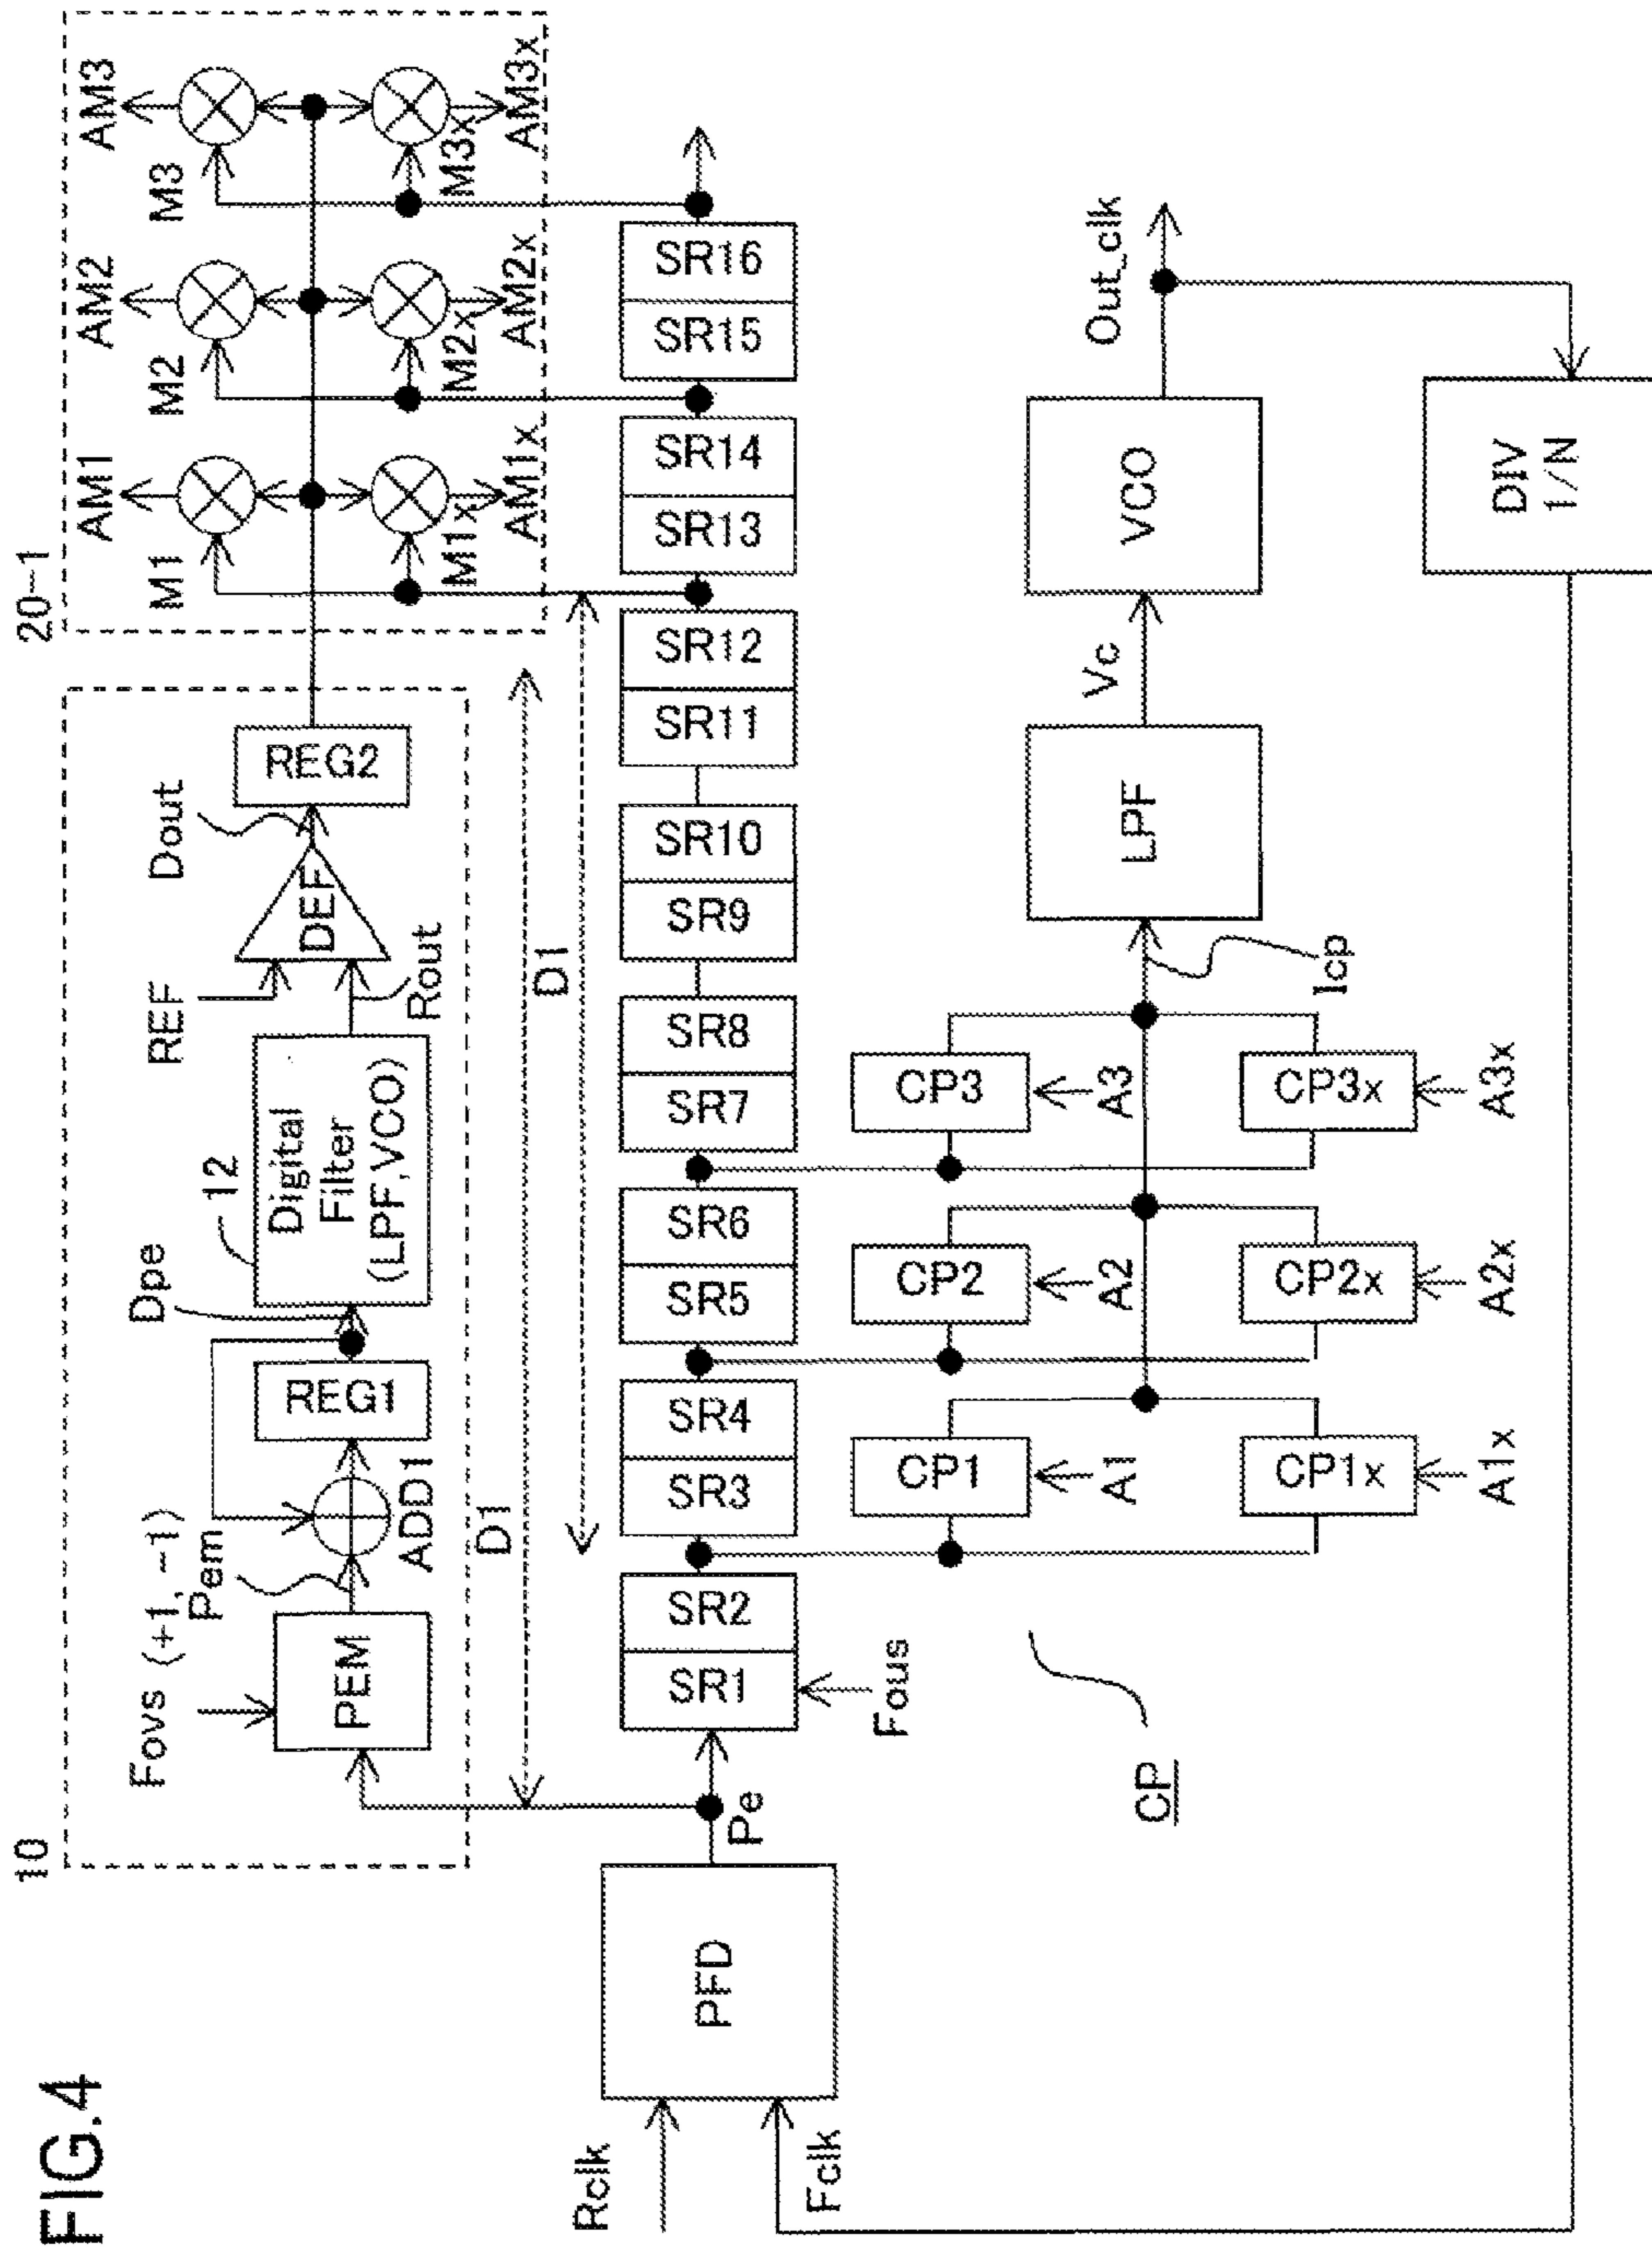 FIG.4
10
20-1
Fovs (+1, -1)
PEM
Pem
ADD1
REG1
Dpe
12
Digital
Filter
(LPF,VCO)
REF
Rout
DEF
Dout
REG2
M1
AM1
M1x
AM1x
M2
AM2
M2x
AM2x
M3
AM3
M3x
AM3x
D1
D1
Rclk
Fclk
PFD
Pe
SR1
SR2
SR3
SR4
SR5
SR6
SR7
SR8
SR9
SR10
SR11
SR12
SR13
SR14
SR15
SR16
Fous
CP
CP1
A1
CP1x
A1x
CP2
A2
CP2x
A2x
CP3
A3
CP3x
A3x
Icp
LPF
Vc
VCO
Out_clk
DIV
1/N